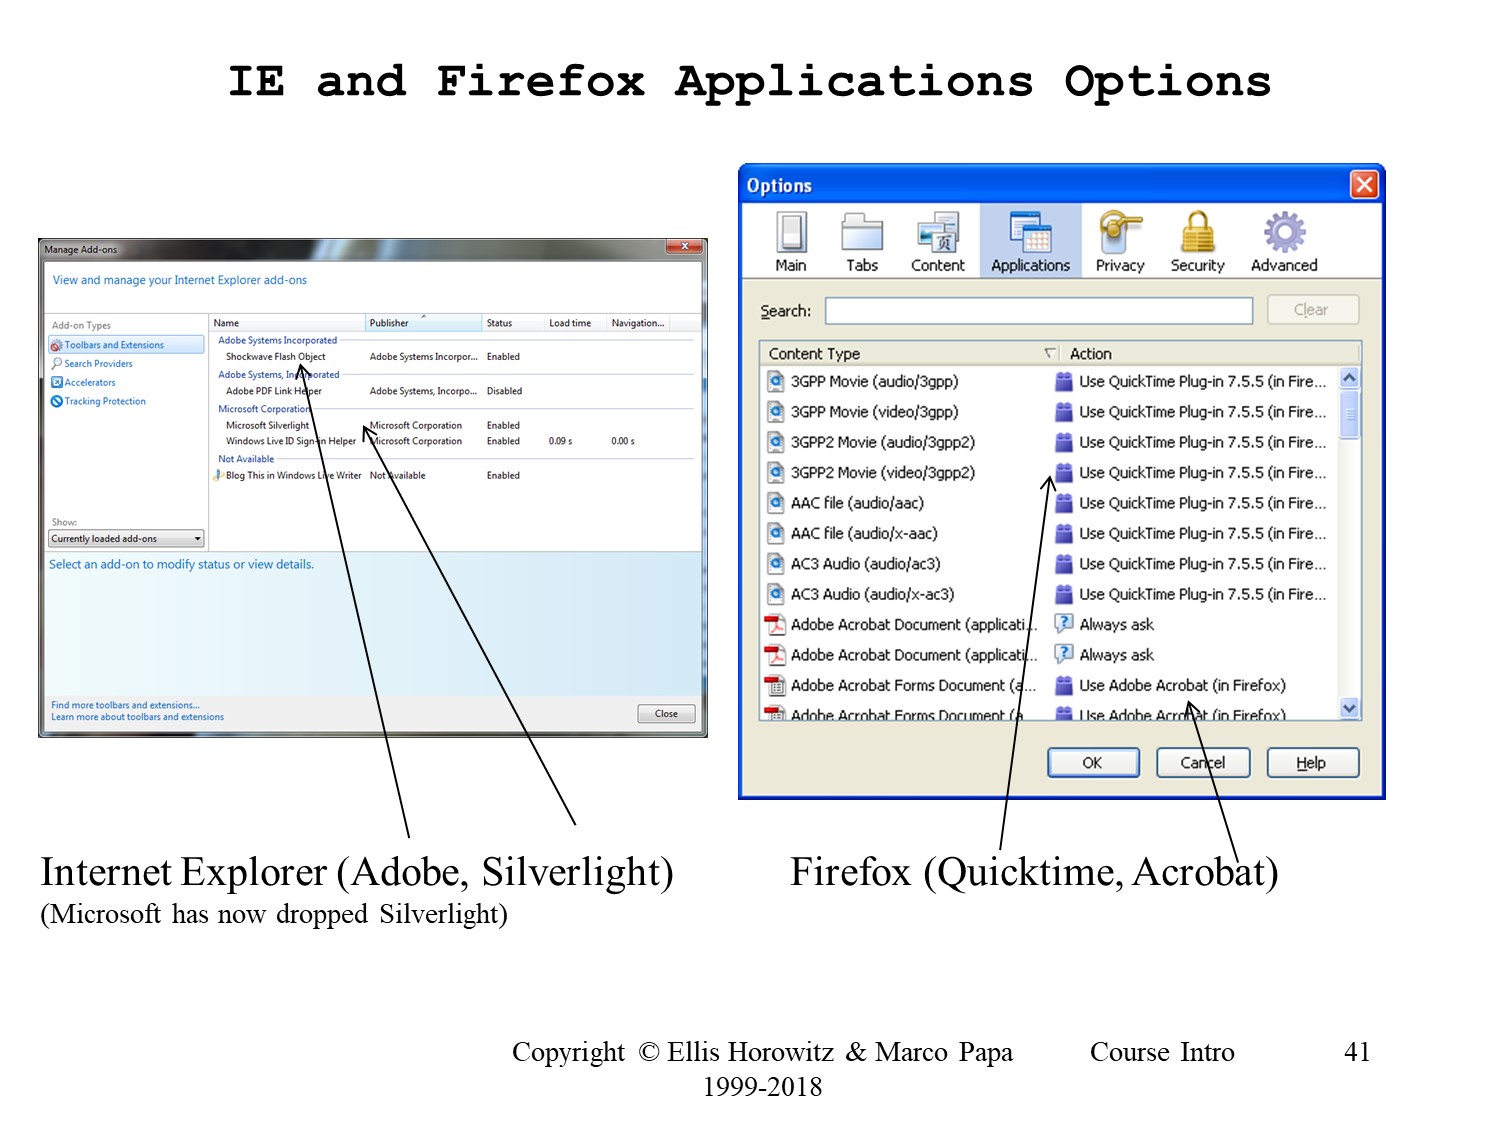 IE and Firefox Applications Options
Manage Add-ons
View and manage your Internet Explorer add-ons
Add-on Types
Toolbars and Extensions
Search Providers
Accelerators
Tracking Protection
Show:
Currently loaded add-ons
Name Publisher Status Load time Navigation...
Adobe Systems Incorporated
Shockwave Flash Object Adobe Systems Incorpor... Enabled
Adobe Systems, Incorporated
Adobe PDF Link Helper Adobe Systems, Incorpo... Disabled
Microsoft Corporation
Microsoft Silverlight Microsoft Corporation Enabled
Windows Live ID Sign-in Helper Microsoft Corporation Enabled 0.09 s 0.00 s
Not Available
Blog This in Windows Live Writer Not Available Enabled
Select an add-on to modify status or view details.
Find more toolbars and extensions...
Learn more about toolbars and extensions
Close
Options
Main Tabs Content Applications Privacy Security Advanced
Search: Clear
Content Type Action
3GPP Movie (audio/3gpp) Use QuickTime Plug-in 7.5.5 (in Fire...
3GPP Movie (video/3gpp) Use QuickTime Plug-in 7.5.5 (in Fire...
3GPP2 Movie (audio/3gpp2) Use QuickTime Plug-in 7.5.5 (in Fire...
3GPP2 Movie (video/3gpp2) Use QuickTime Plug-in 7.5.5 (in Fire...
AAC file (audio/aac) Use QuickTime Plug-in 7.5.5 (in Fire...
AAC file (audio/x-aac) Use QuickTime Plug-in 7.5.5 (in Fire...
AC3 Audio (audio/ac3) Use QuickTime Plug-in 7.5.5 (in Fire...
AC3 Audio (audio/x-ac3) Use QuickTime Plug-in 7.5.5 (in Fire...
Adobe Acrobat Document (applicati... Always ask
Adobe Acrobat Document (applicati... Always ask
Adobe Acrobat Forms Document (a... Use Adobe Acrobat (in Firefox)
Adobe Acrobat Forms Document (a... Use Adobe Acrobat (in Firefox)
OK Cancel Help
Internet Explorer (Adobe, Silverlight)
(Microsoft has now dropped Silverlight)
Firefox (Quicktime, Acrobat)
Copyright © Ellis Horowitz & Marco Papa
1999-2018
Course Intro
41